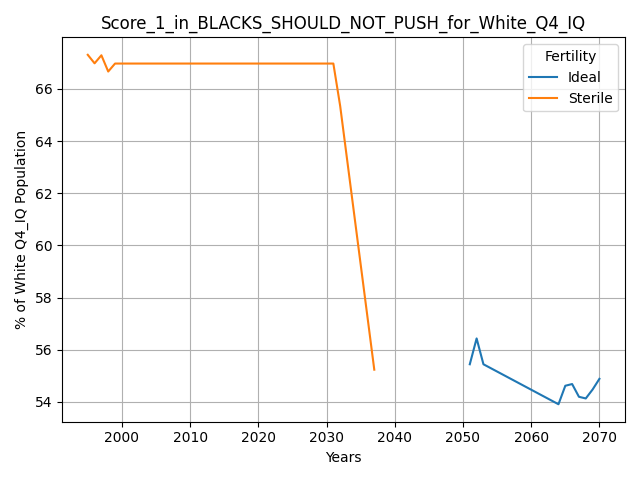 Score_1_in_BLACKS_SHOULD_NOT_PUSH_for_White_Q4_IQ
Fertility
Ideal
Sterile
% of White Q4_IQ Population
66
64
62
60
58
56
54
2000 2010 2020 2030 2040 2050 2060 2070
Years